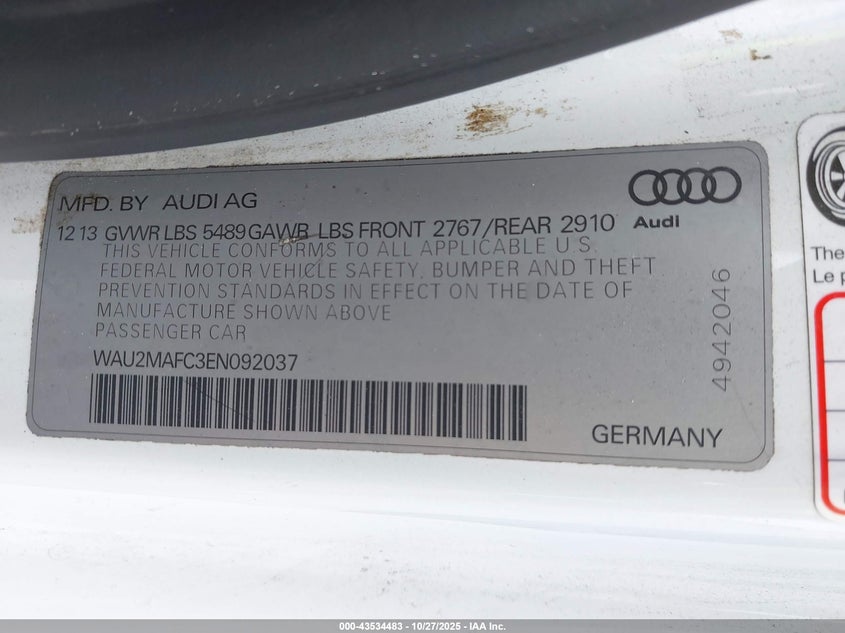 MFD. BY AUDI AG
12 13 GVWR LBS 5489 GAWR LBS FRONT 2767/REAR 2910
Audi
THIS VEHICLE CONFORMS TO ALL APPLICABLE U.S.
FEDERAL MOTOR VEHICLE SAFETY, BUMPER AND THEFT
PREVENTION STANDARDS IN EFFECT ON THE DATE OF
MANUFACTURE SHOWN ABOVE
PASSENGER CAR
WAU2MAFC3EN092037
GERMANY
4942046
The
Le p
000-43534483 - 10/27/2025 - IAA Inc.